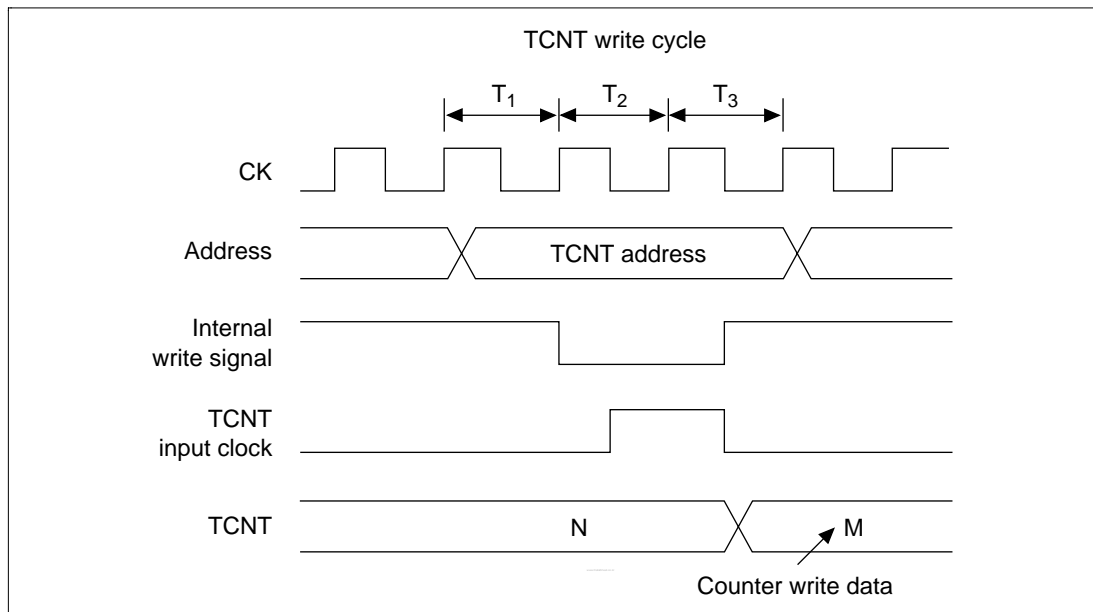 TCNT write cycle
T1 T2 T3
CK
Address
TCNT address
Internal
write signal
TCNT
input clock
TCNT
N
M
Counter write data